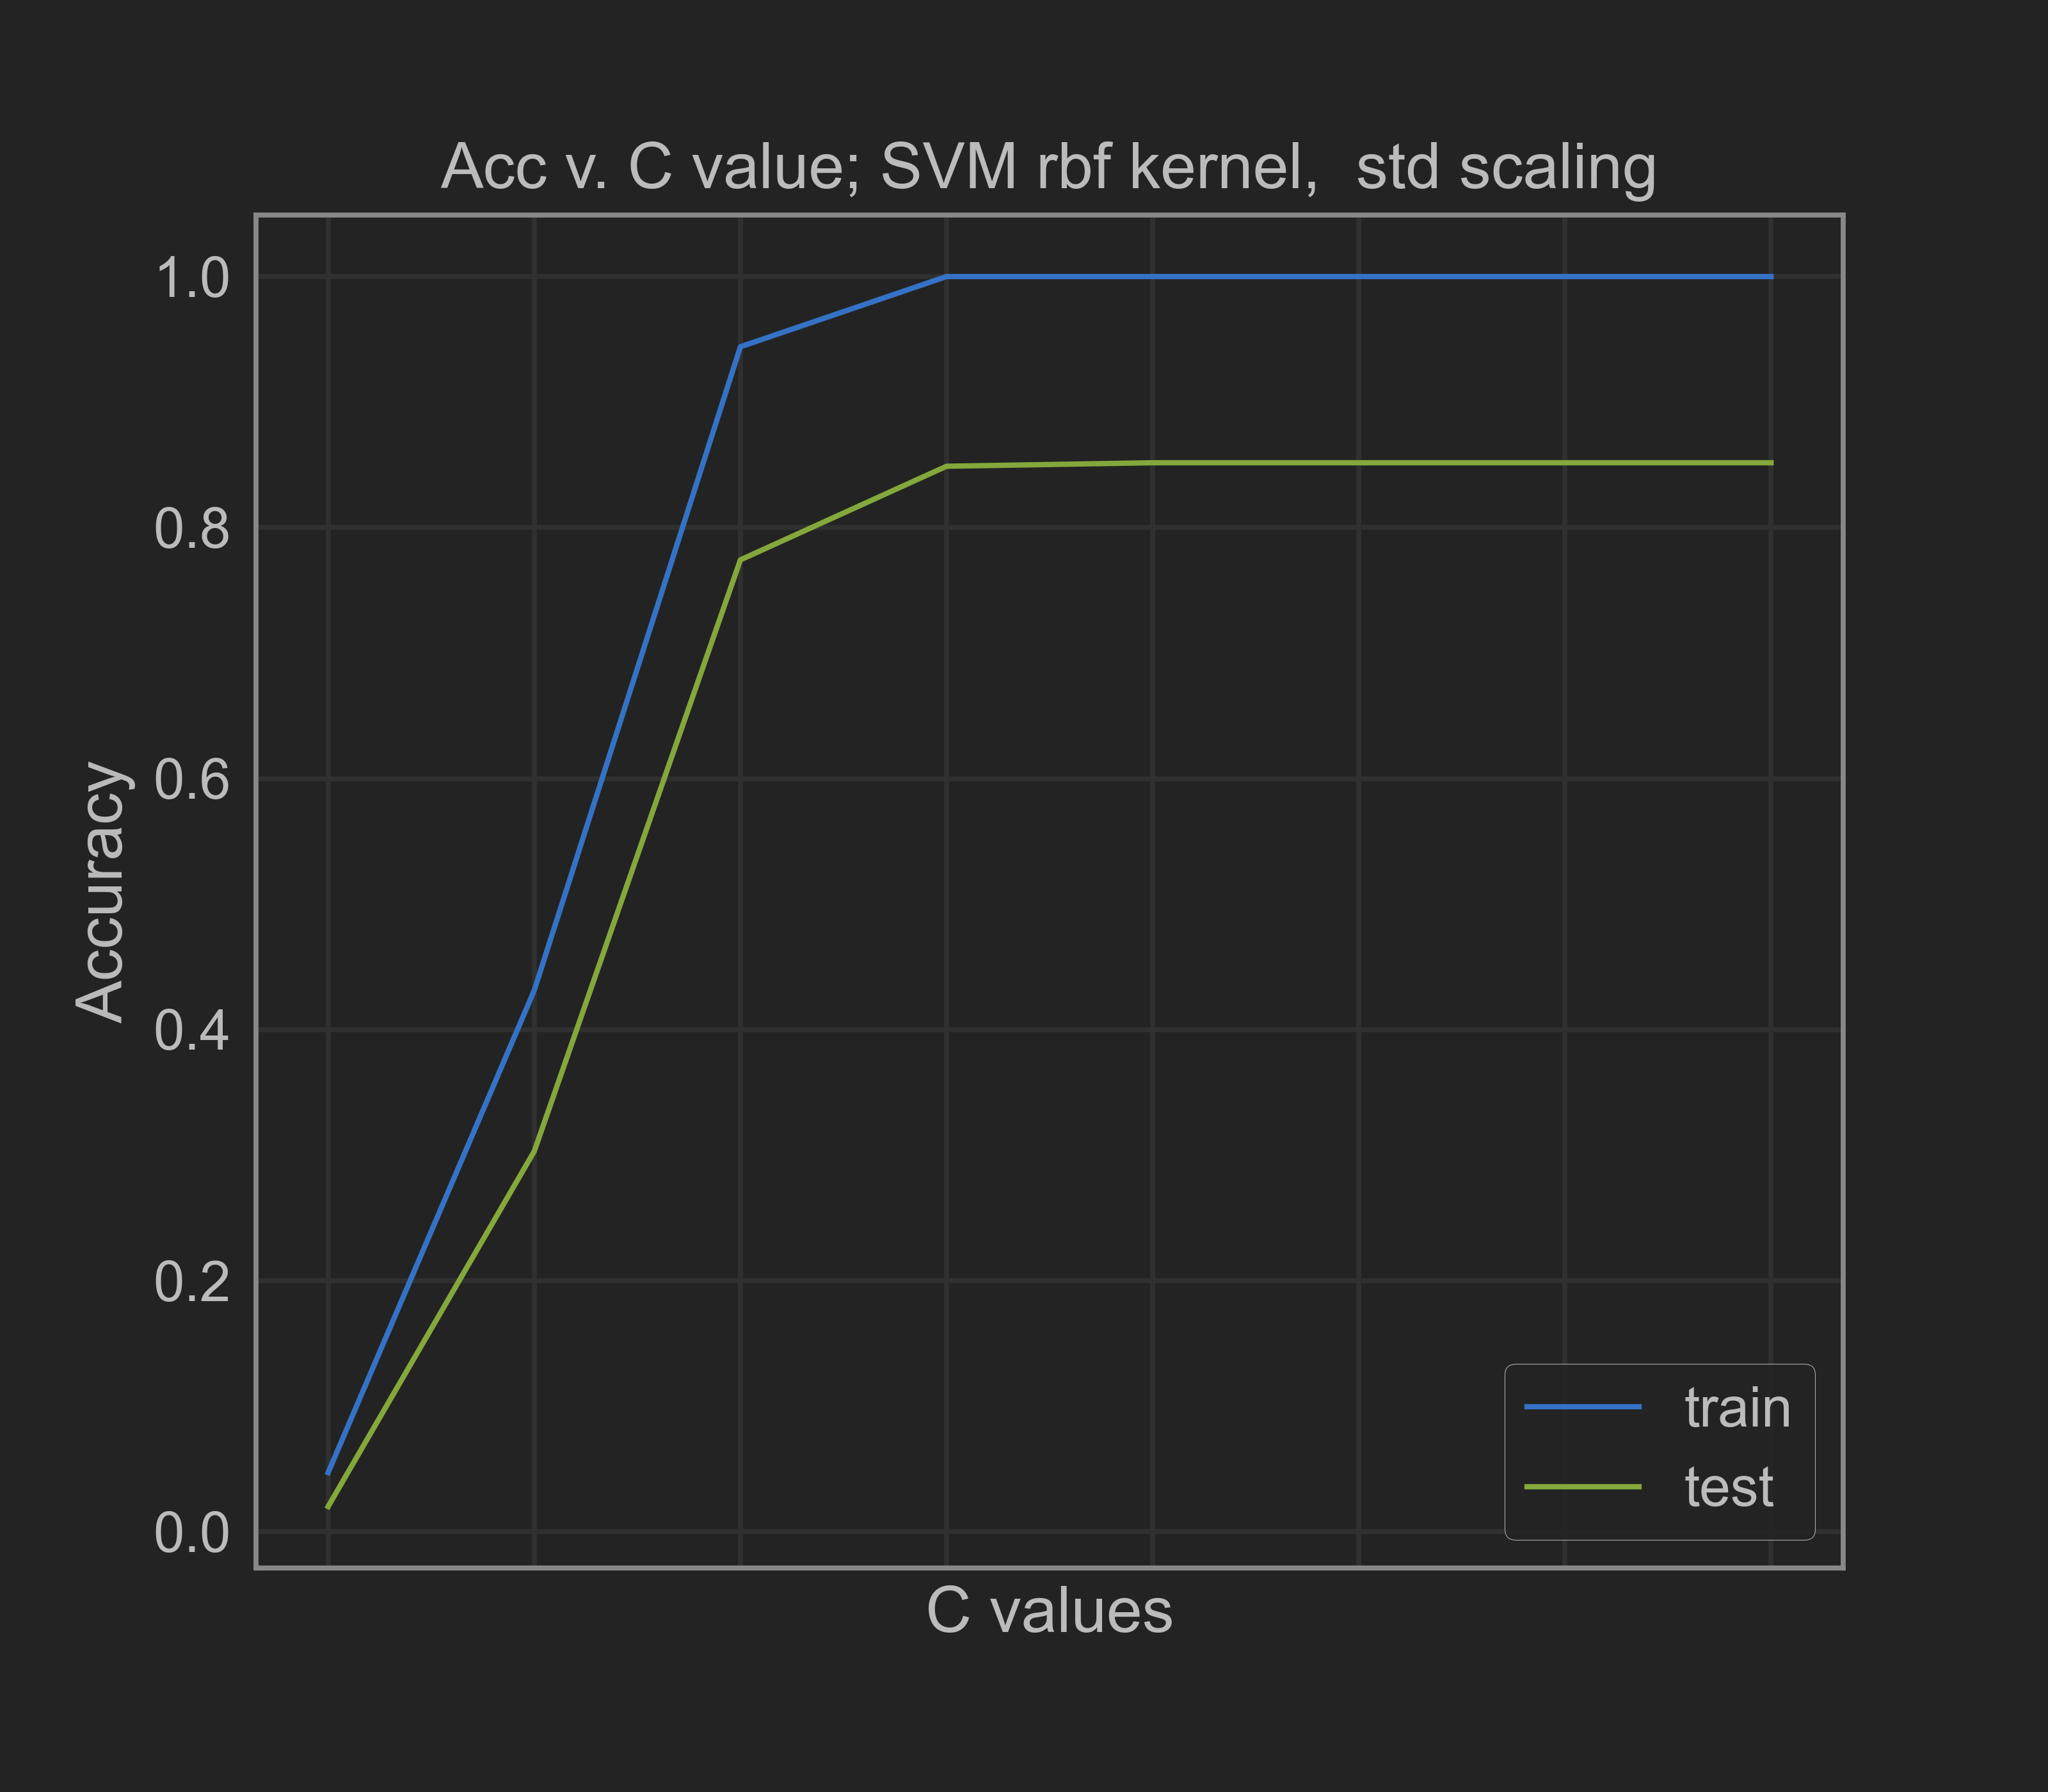 Acc v. C value; SVM rbf kernel,  std scaling
1.0
0.8
0.6
0.4
0.2
0.0
Accuracy
train
test
C values